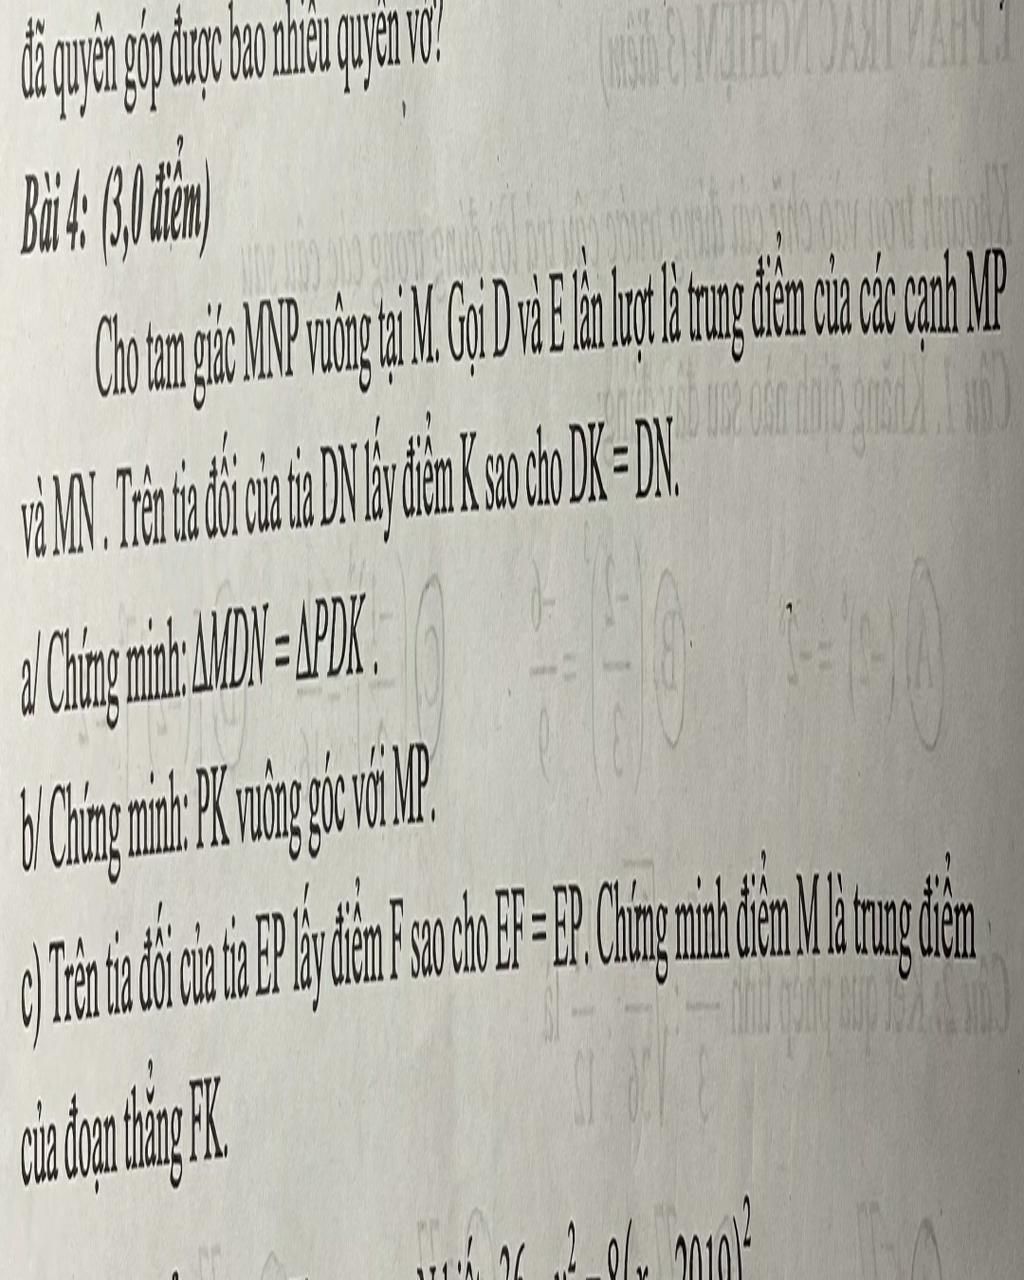 đã quyên góp được bao nhiêu quyển vở?
Bài 4: (3,0 điểm)
Cho tam giác MNP vuông tại M. Gọi D và E lần lượt là trung điểm của các cạnh MP
và MN . Trên tia đối của tia DN lấy điểm K sao cho DK = DN.
a/ Chứng minh: ΔMDN = ΔPDK .
b/ Chứng minh: PK vuông góc với MP.
c) Trên tia đối của tia EP lấy điểm F sao cho EF = EP. Chứng minh điểm M là trung điểm
của đoạn thẳng FK.